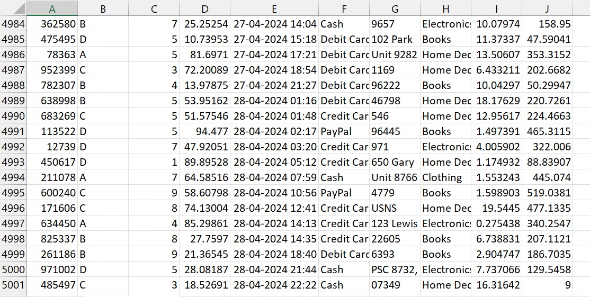 A B C D E F G H I J
4984 362580 B 7 25.25254 27-04-2024 14:04 Cash 9657 Electronics 10.07974 158.95
4985 475495 D 5 10.73953 27-04-2024 15:18 Debit Card 102 Park Books 11.37337 47.59041
4986 78363 A 5 81.6971 27-04-2024 17:21 Debit Card Unit 9282 Home Dec 13.50607 353.3152
4987 952399 C 3 72.20089 27-04-2024 18:54 Debit Card 1169 Home Dec 6.433211 202.6682
4988 782307 B 4 13.97875 27-04-2024 21:27 Debit Card 96222 Books 10.04297 50.29947
4989 638998 B 5 53.95162 28-04-2024 01:16 Debit Card 46798 Home Dec 18.17629 220.7261
4990 683269 C 5 51.57546 28-04-2024 01:48 Credit Car 546 Home Dec 12.95617 224.4663
4991 113522 D 5 94.477 28-04-2024 02:17 PayPal 96445 Books 1.497391 465.3115
4992 12739 D 7 47.92051 28-04-2024 03:20 Credit Car 971 Electronics 4.005902 322.006
4993 450617 D 1 89.89528 28-04-2024 05:12 Credit Car 650 Gary Home Dec 1.174932 88.83907
4994 211078 A 7 64.58516 28-04-2024 07:59 Cash Unit 8766 Clothing 1.553243 445.074
4995 600240 C 9 58.60798 28-04-2024 10:56 PayPal 4779 Books 1.598903 519.0381
4996 171606 C 8 74.13004 28-04-2024 12:41 Credit Car USNS Home Dec 19.5445 477.1335
4997 634450 A 4 85.29861 28-04-2024 14:13 Credit Car 123 Lewis Electronics 0.275438 340.2547
4998 825337 B 8 27.7597 28-04-2024 14:35 Credit Car 22605 Books 6.738831 207.1121
4999 261186 B 9 21.36545 28-04-2024 18:40 Debit Card 6393 Books 2.904747 186.7035
5000 971002 D 5 28.08187 28-04-2024 21:44 Cash PSC 8732, Electronics 7.737066 129.5458
5001 485497 C 3 18.52691 28-04-2024 22:22 Cash 07349 Home Dec 16.31642 9